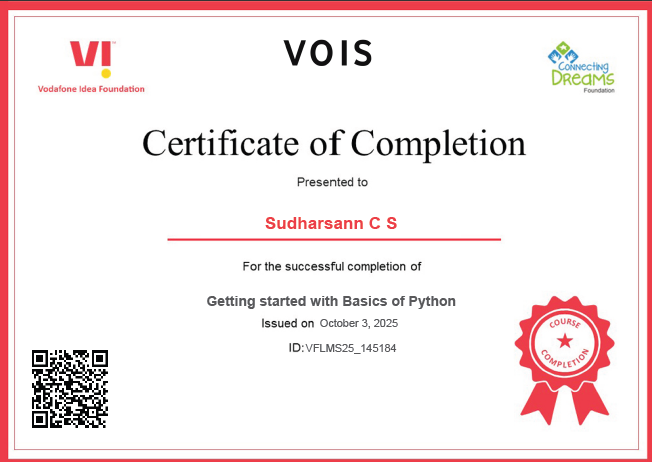 VI™
Vodafone Idea Foundation
VOIS
Connecting
Dreams
Foundation
Certificate of Completion
Presented to
Sudharsann C S
For the successful completion of
Getting started with Basics of Python
Issued on October 3, 2025
ID:VFLMS25_145184
COURSE
COMPLETION